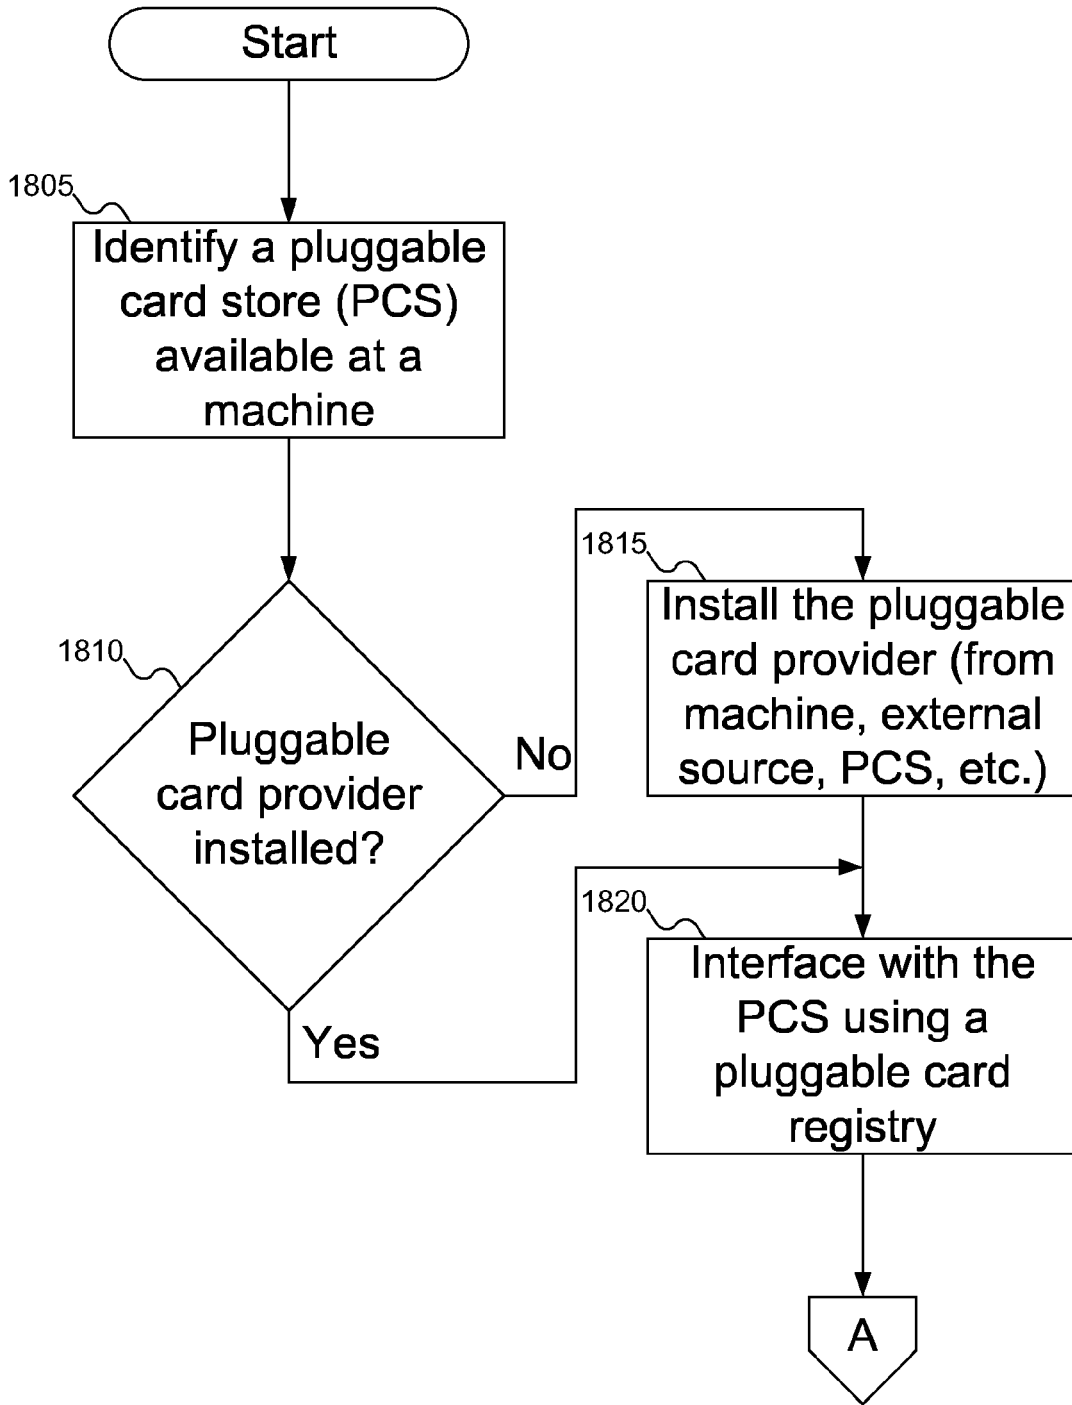 Start
1805
Identify a pluggable
card store (PCS)
available at a
machine
1810
Pluggable
card provider
installed?
No
Yes
1815
Install the pluggable
card provider (from
machine, external
source, PCS, etc.)
1820
Interface with the
PCS using a
pluggable card
registry
A